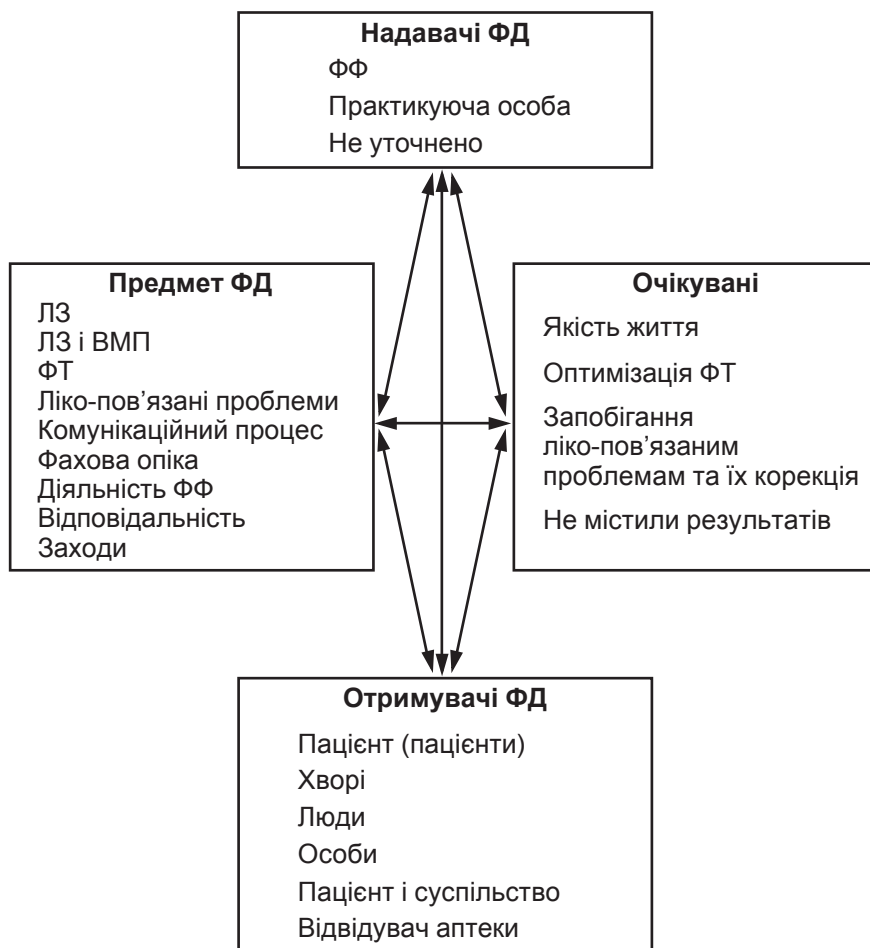 Надавачі ФД
ФФ
Практикуюча особа
Не уточнено
Предмет ФД
ЛЗ
ЛЗ і ВМП
ФТ
Ліко-пов’язані проблеми
Комунікаційний процес
Фахова опіка
Діяльність ФФ
Відповідальність
Заходи
Очікувані
Якість життя
Оптимізація ФТ
Запобігання
ліко-пов’язаним
проблемам та їх корекція
Не містили результатів
Отримувачі ФД
Пацієнт (пацієнти)
Хворі
Люди
Особи
Пацієнт і суспільство
Відвідувач аптеки